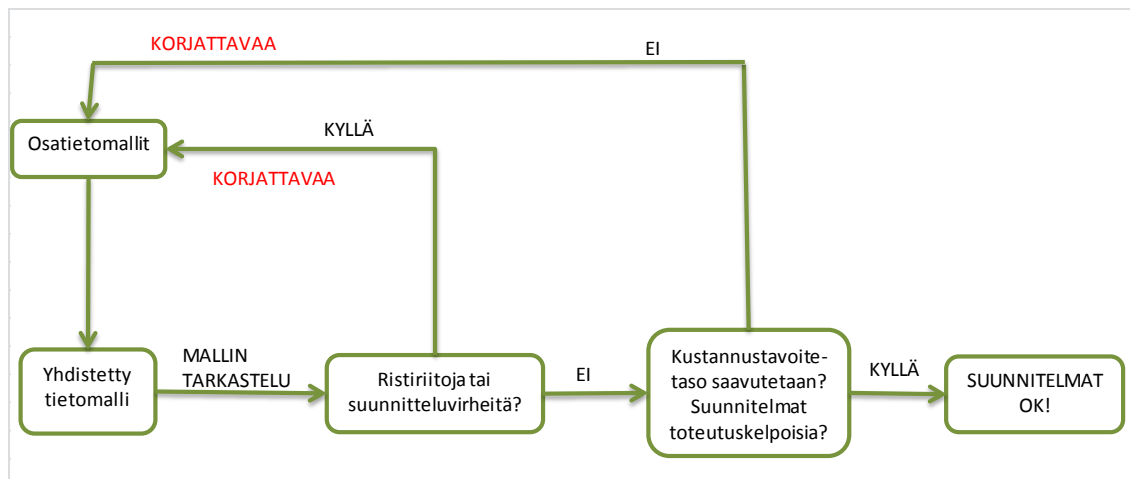 KORJATTAVAA
EI
Osatietomallit
KYLLÄ
KORJATTAVAA
Yhdistetty
tietomalli
MALLIN
TARKASTELU
Ristiriitoja tai
suunnitteluvirheitä?
EI
Kustannustavoite-
taso saavutetaan?
Suunnitelmat
toteutuskelpoisia?
KYLLÄ
SUUNNITELMAT
OK!